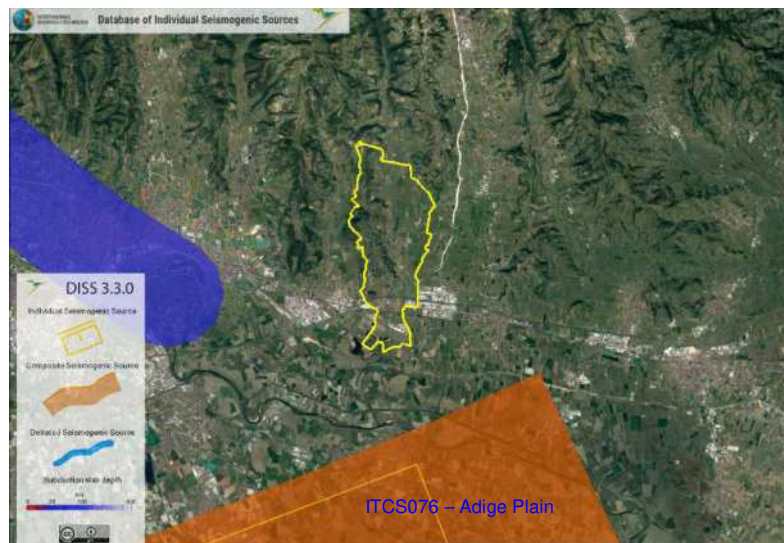 Database of Individual Seismogenic Sources
DISS 3.3.0
Individual Seismogenic Source
Composite Seismogenic Source
Debated Seismogenic Source
Subduction slab depth
km
ITCS076 – Adige Plain